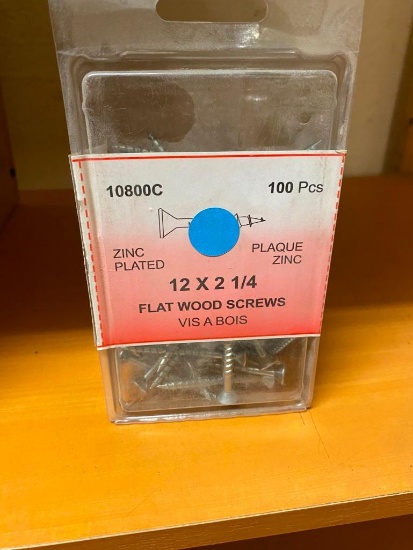 10800C 100 Pcs
ZINC PLATED PLAQUE ZINC
12 X 2 1/4
FLAT WOOD SCREWS
VIS A BOIS